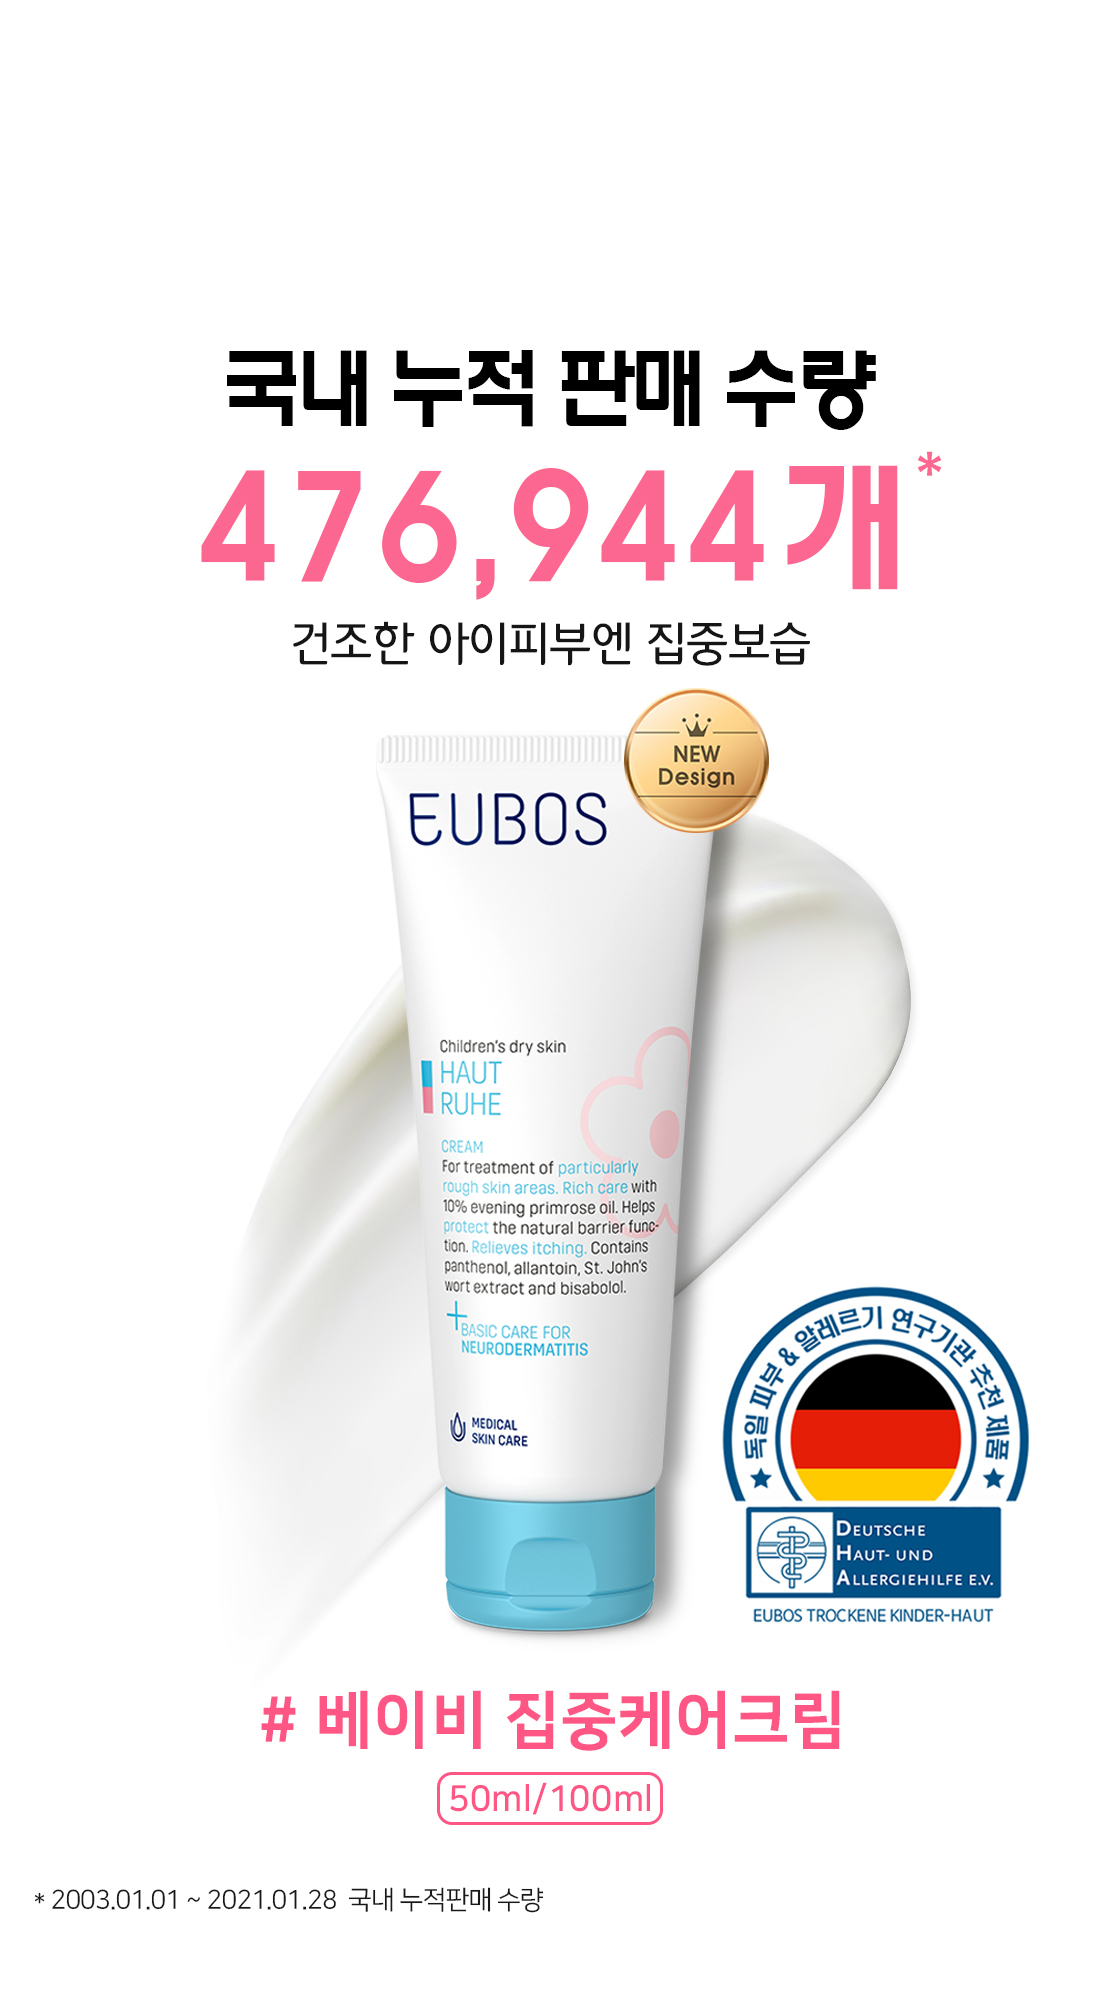 국내 누적 판매 수량
476,944개*
건조한 아이피부엔 집중보습
NEW
Design
EUBOS
Children's dry skin
HAUT
RUHE
CREAM
For treatment of particularly
rough skin areas. Rich care with
10% evening primrose oil. Helps
protect the natural barrier func-
tion. Relieves itching. Contains
panthenol, allantoin, St. John's
wort extract and bisabolol.
+
BASIC CARE FOR
NEURODERMATITIS
MEDICAL
SKIN CARE
★ 독일 피부 & 알레르기 연구기관 추천 제품 ★
DEUTSCHE
HAUT- UND
ALLERGIEHILFE E.V.
EUBOS TROCKENE KINDER-HAUT
# 베이비 집중케어크림
50ml/100ml
* 2003.01.01 ~ 2021.01.28 국내 누적판매 수량